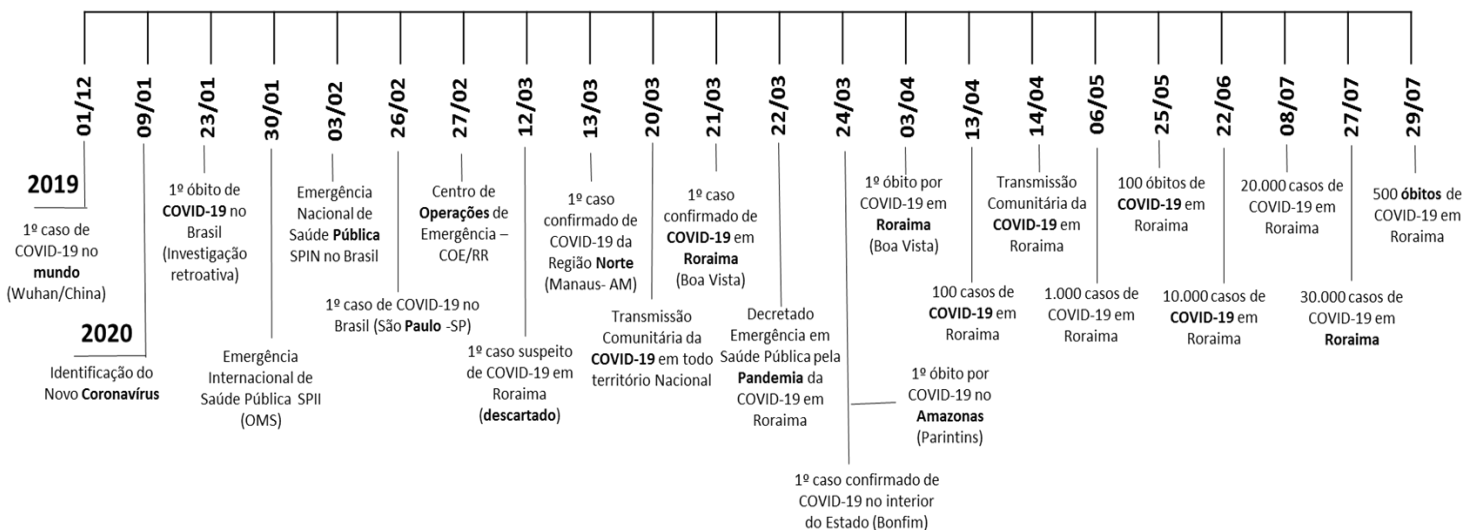 01/12
09/01
23/01
30/01
03/02
26/02
27/02
12/03
13/03
20/03
21/03
22/03
24/03
03/04
13/04
14/04
06/05
25/05
22/06
08/07
27/07
29/07
2019
1º caso de
COVID-19 no
mundo
(Wuhan/China)
2020
Identificação do
Novo Coronavírus
1º óbito de
COVID-19 no
Brasil
(Investigação
retroativa)
Emergência
Internacional de
Saúde Pública SPII
(OMS)
Emergência
Nacional de
Saúde Pública
SPIN no Brasil
1º caso de COVID-19 no
Brasil (São Paulo -SP)
Centro de
Operações de
Emergência –
COE/RR
1º caso suspeito
de COVID-19 em
Roraima
(descartado)
1º caso
confirmado de
COVID-19 da
Região Norte
(Manaus- AM)
Transmissão
Comunitária da
COVID-19 em todo
território Nacional
1º caso
confirmado de
COVID-19 em
Roraima
(Boa Vista)
Decretado
Emergência em
Saúde Pública pela
Pandemia da
COVID-19 em
Roraima
1º caso confirmado de
COVID-19 no interior
do Estado (Bonfim)
1º óbito por
COVID-19 no
Amazonas
(Parintins)
1º óbito por
COVID-19 em
Roraima
(Boa Vista)
100 casos de
COVID-19 em
Roraima
Transmissão
Comunitária da
COVID-19 em
Roraima
1.000 casos de
COVID-19 em
Roraima
100 óbitos de
COVID-19 em
Roraima
10.000 casos de
COVID-19 em
Roraima
20.000 casos de
COVID-19 em
Roraima
30.000 casos de
COVID-19 em
Roraima
500 óbitos de
COVID-19 em
Roraima